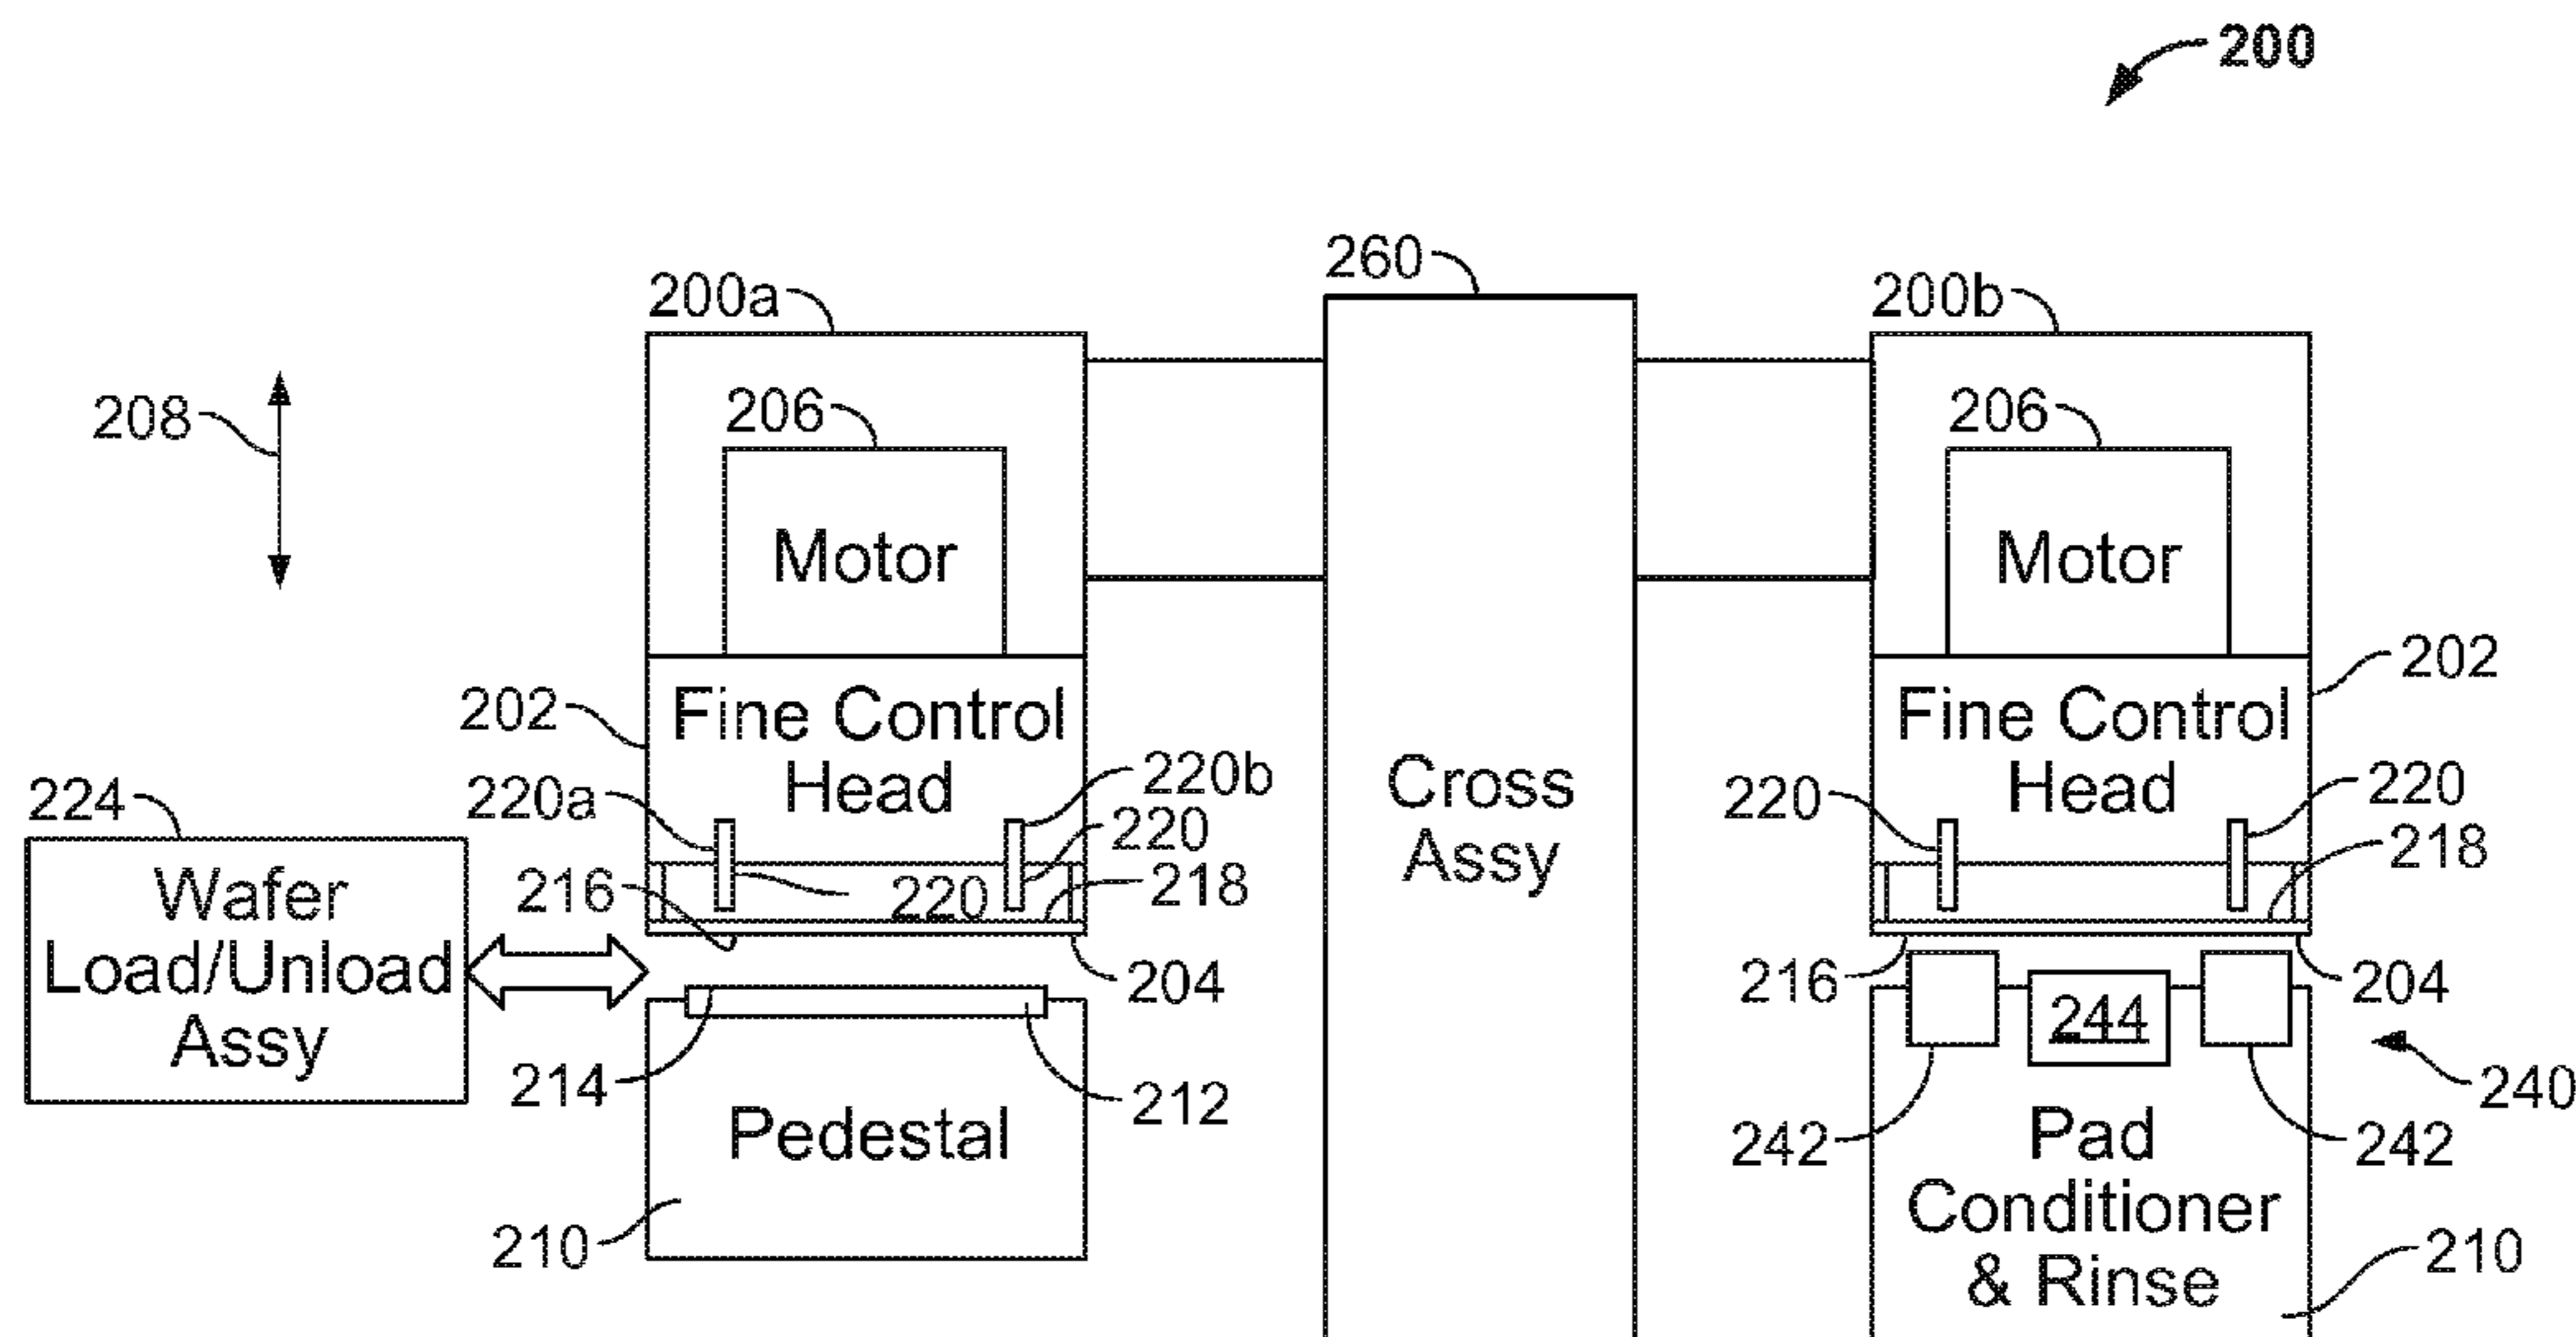 200
260
200a
200b
208
206
206
Motor
Motor
202
Fine Control
Head
Fine Control
Head
202
224
220a
220b
220
220
220
218
218
216
220
Cross
Assy
Wafer
Load/Unload
Assy
204
216
204
244
214
212
240
Pedestal
242
242
Pad
Conditioner
& Rinse
210
210